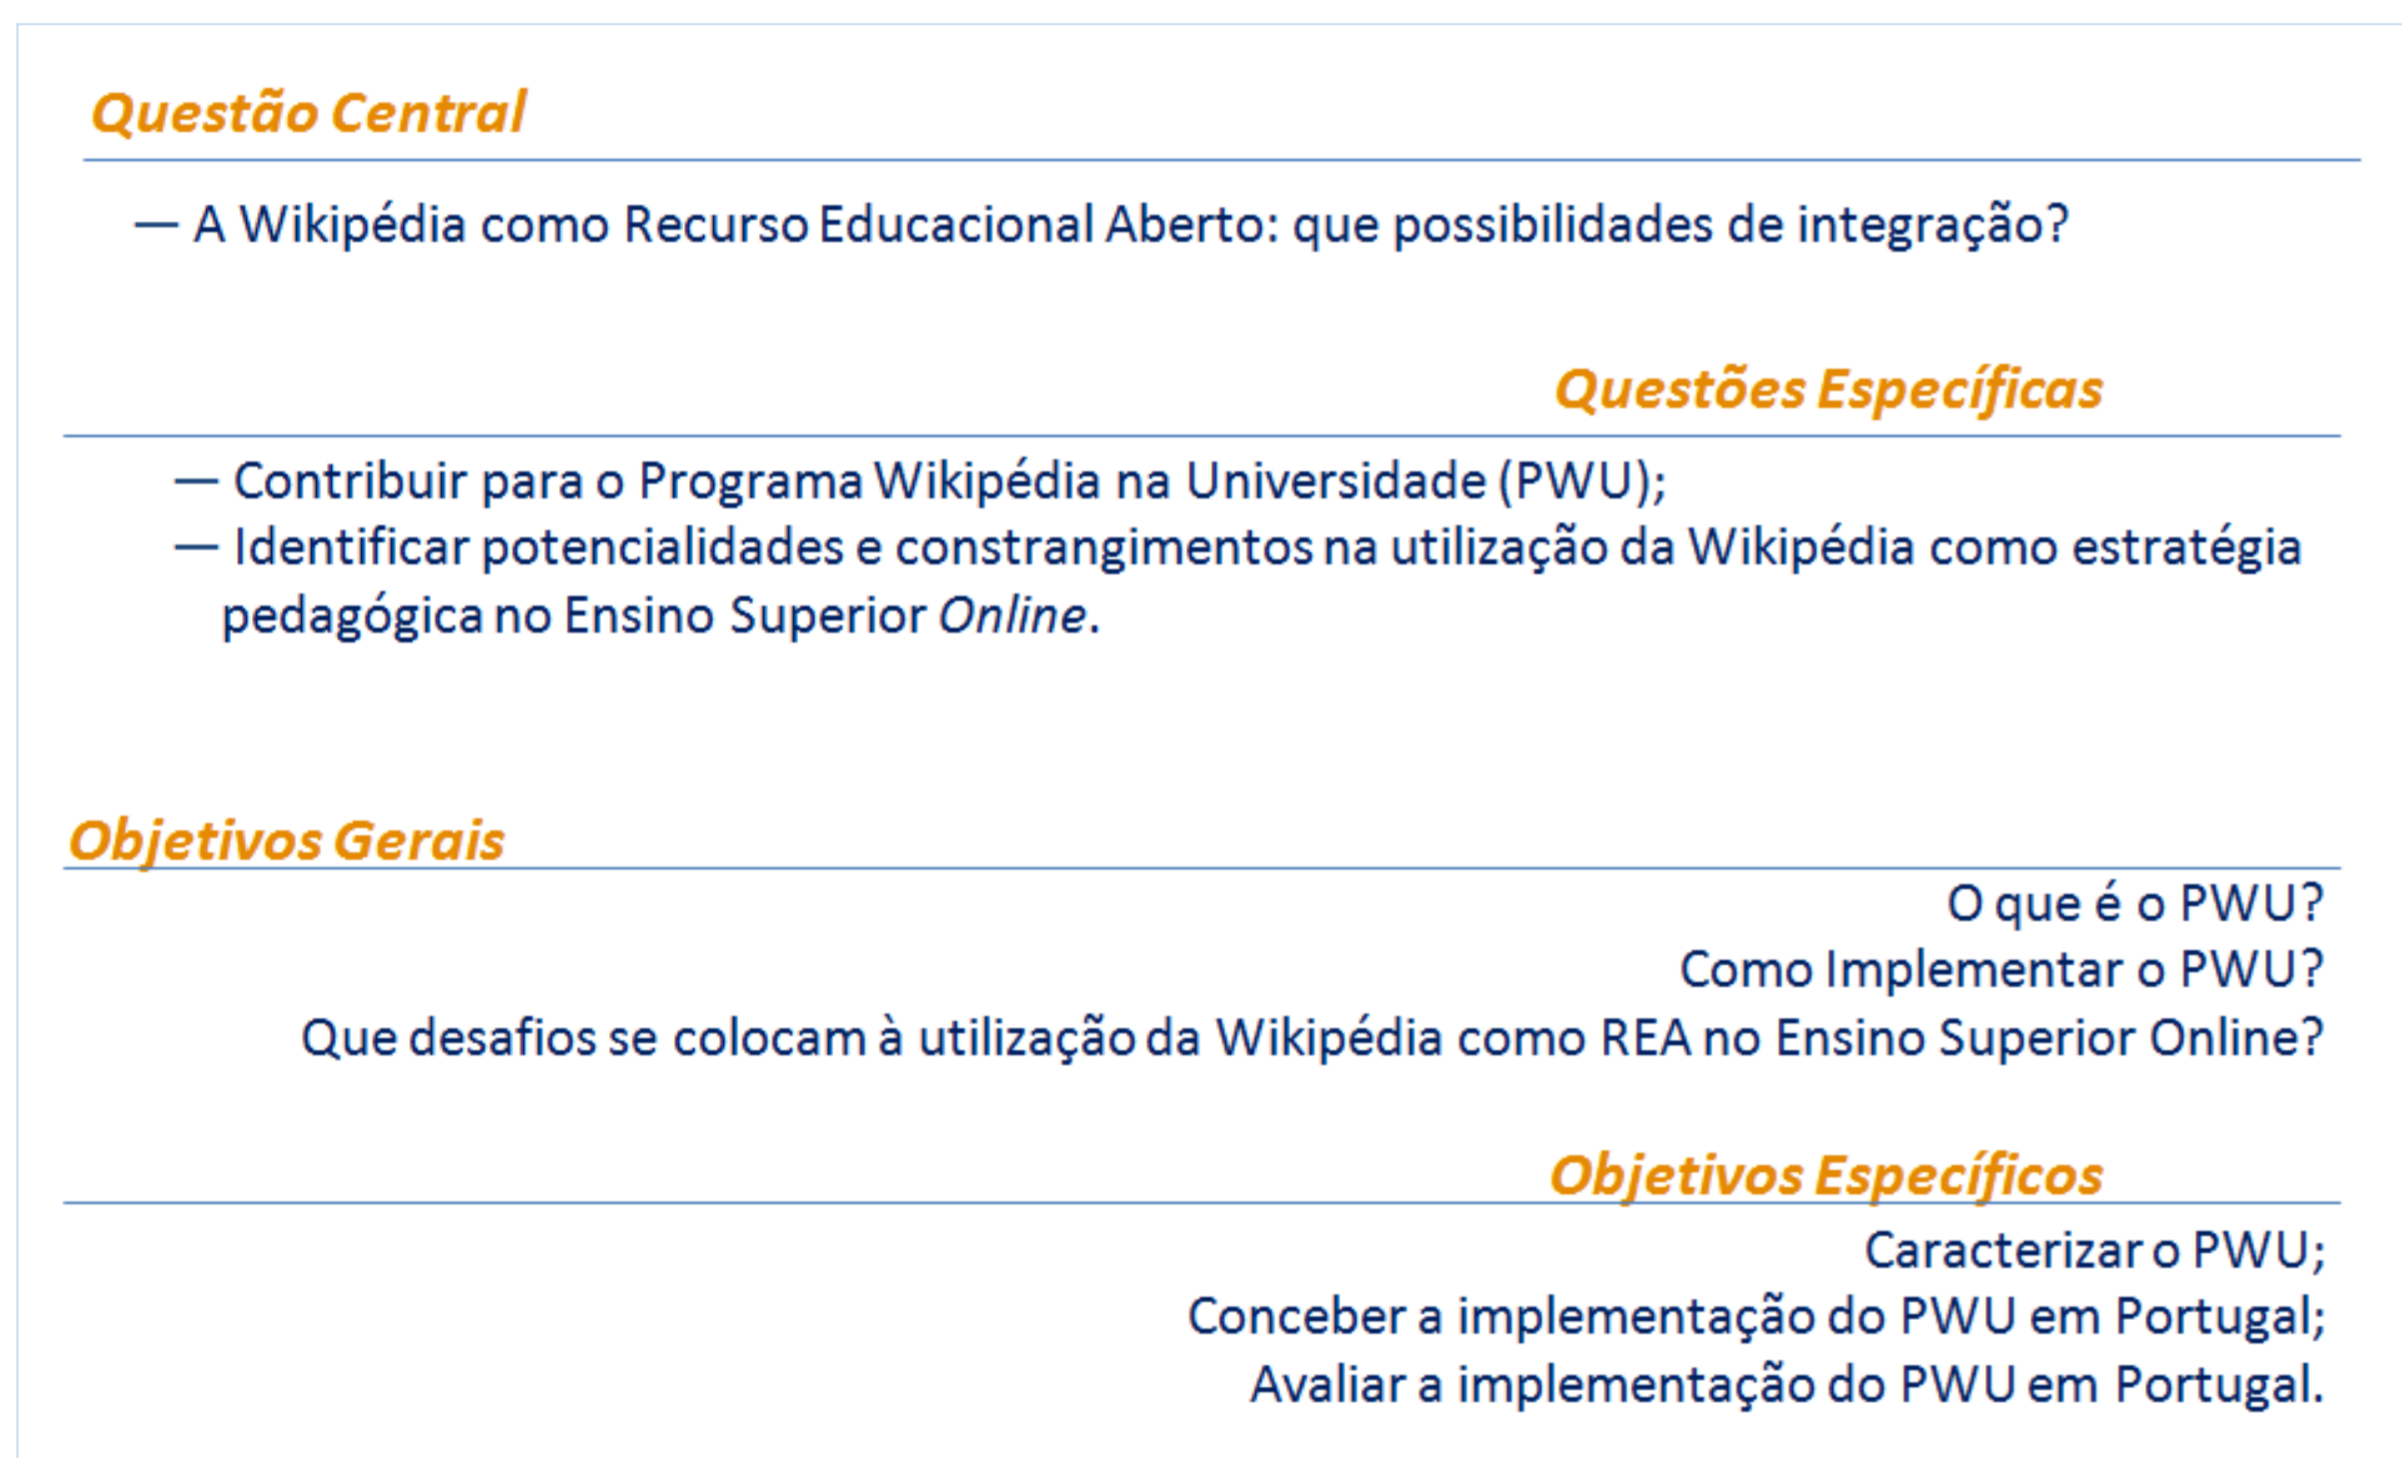 Questão Central
— A Wikipédia como Recurso Educacional Aberto: que possibilidades de integração?
Questões Específicas
— Contribuir para o Programa Wikipédia na Universidade (PWU);
— Identificar potencialidades e constrangimentos na utilização da Wikipédia como estratégia
pedagógica no Ensino Superior Online.
Objetivos Gerais
O que é o PWU?
Como Implementar o PWU?
Que desafios se colocam à utilização da Wikipédia como REA no Ensino Superior Online?
Objetivos Específicos
Caracterizar o PWU;
Conceber a implementação do PWU em Portugal;
Avaliar a implementação do PWU em Portugal.